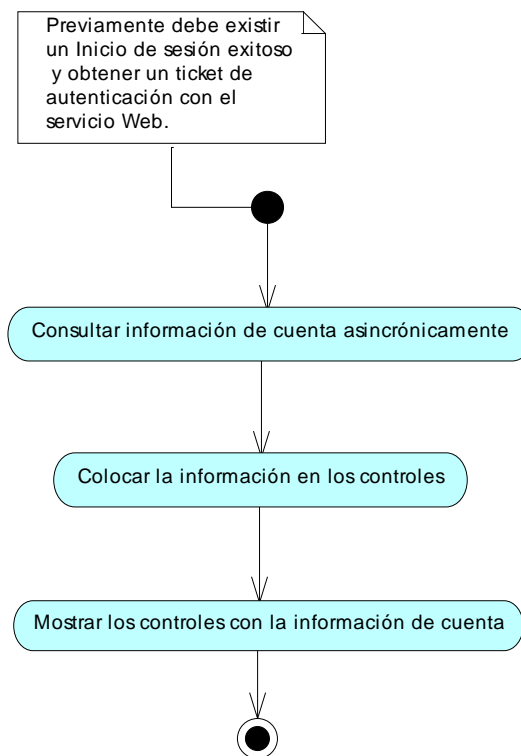 Previamente debe existir
un Inicio de sesión exitoso
y obtener un ticket de
autenticación con el
servicio Web.
Consultar información de cuenta asincrónicamente
Colocar la información en los controles
Mostrar los controles con la información de cuenta